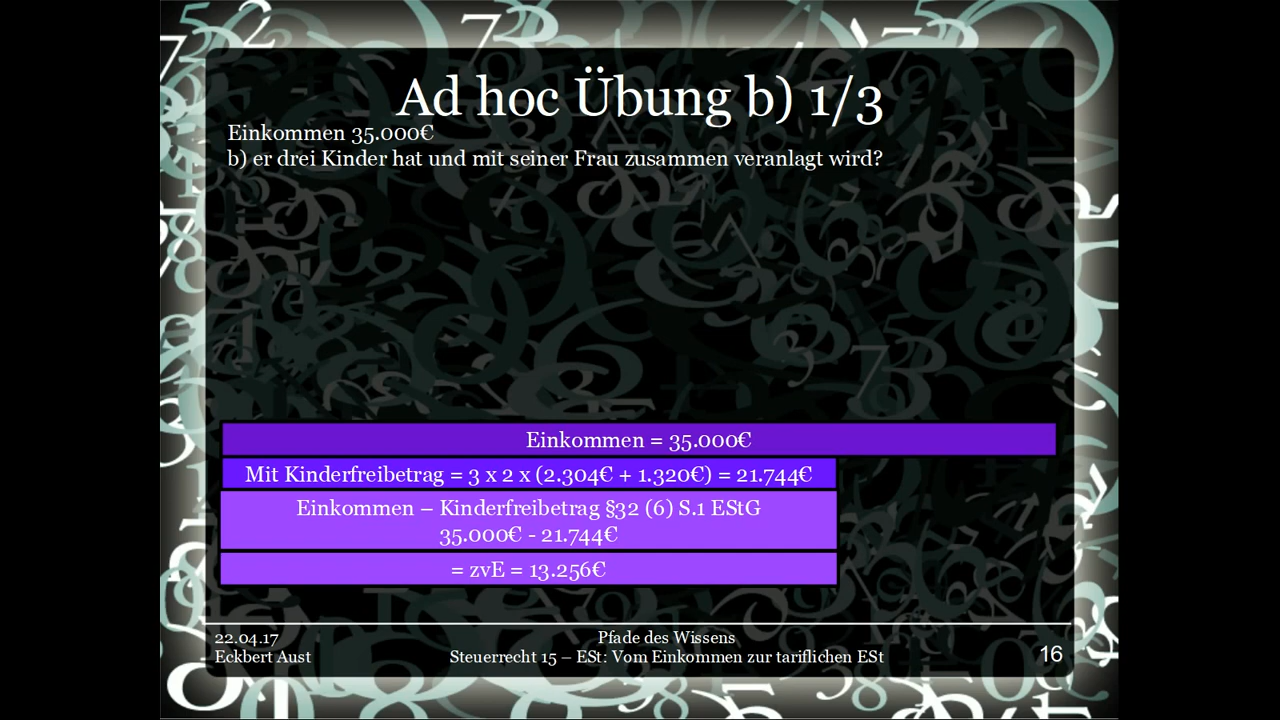 Ad hoc Übung b) 1/3
Einkommen 35.000€
b) er drei Kinder hat und mit seiner Frau zusammen veranlagt wird?
Einkommen = 35.000€
Mit Kinderfreibetrag = 3 x 2 x (2.304€ + 1.320€) = 21.744€
Einkommen – Kinderfreibetrag §32 (6) S.1 EStG
35.000€ - 21.744€
= zvE = 13.256€
22.04.17
Eckbert Aust
Pfade des Wissens
Steuerrecht 15 – ESt: Vom Einkommen zur tariflichen ESt
16